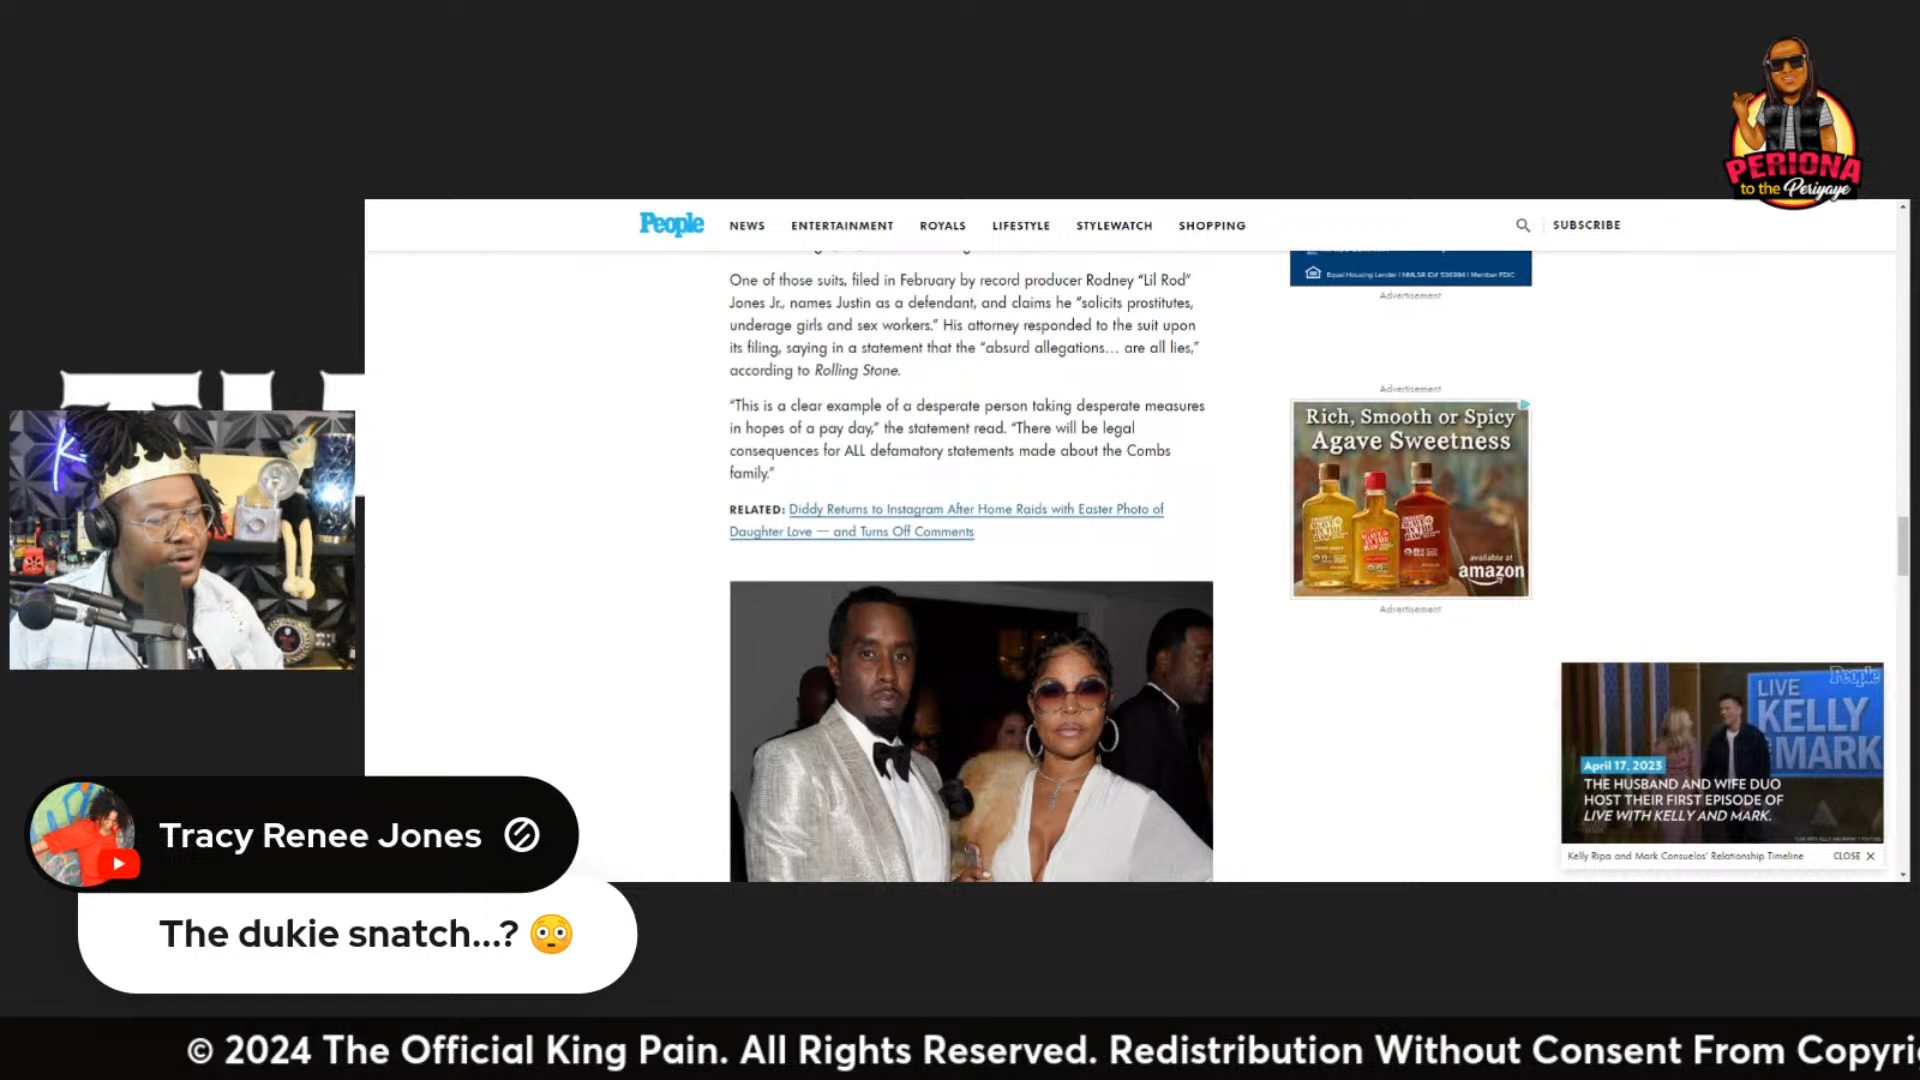 PERIONA
to the Periyaye
People
NEWS
ENTERTAINMENT
ROYALS
LIFESTYLE
STYLEWATCH
SHOPPING
SUBSCRIBE
One of those suits, filed in February by record producer Rodney “Lil Rod”
Jones Jr., names Justin as a defendant, and claims he “solicits prostitutes,
underage girls and sex workers.” His attorney responded to the suit upon
its filing, saying in a statement that the “absurd allegations… are all lies,”
according to Rolling Stone.
“This is a clear example of a desperate person taking desperate measures
in hopes of a pay day,” the statement read. “There will be legal
consequences for ALL defamatory statements made about the Combs
family.”
RELATED: Diddy Returns to Instagram After Home Raids with Easter Photo of
Daughter Love — and Turns Off Comments
Equal Housing Lender | NMLSR ID# 536994 | Member FDIC
Advertisement
Advertisement
Rich, Smooth or Spicy
Agave Sweetness
available at
amazon
Advertisement
People
LIVE
KELLY
MARK
April 17, 2023
THE HUSBAND AND WIFE DUO
HOST THEIR FIRST EPISODE OF
LIVE WITH KELLY AND MARK.
Kelly Ripa and Mark Consuelos’ Relationship Timeline
CLOSE X
Tracy Renee Jones
The dukie snatch...? 😳
© 2024 The Official King Pain. All Rights Reserved. Redistribution Without Consent From Copyri